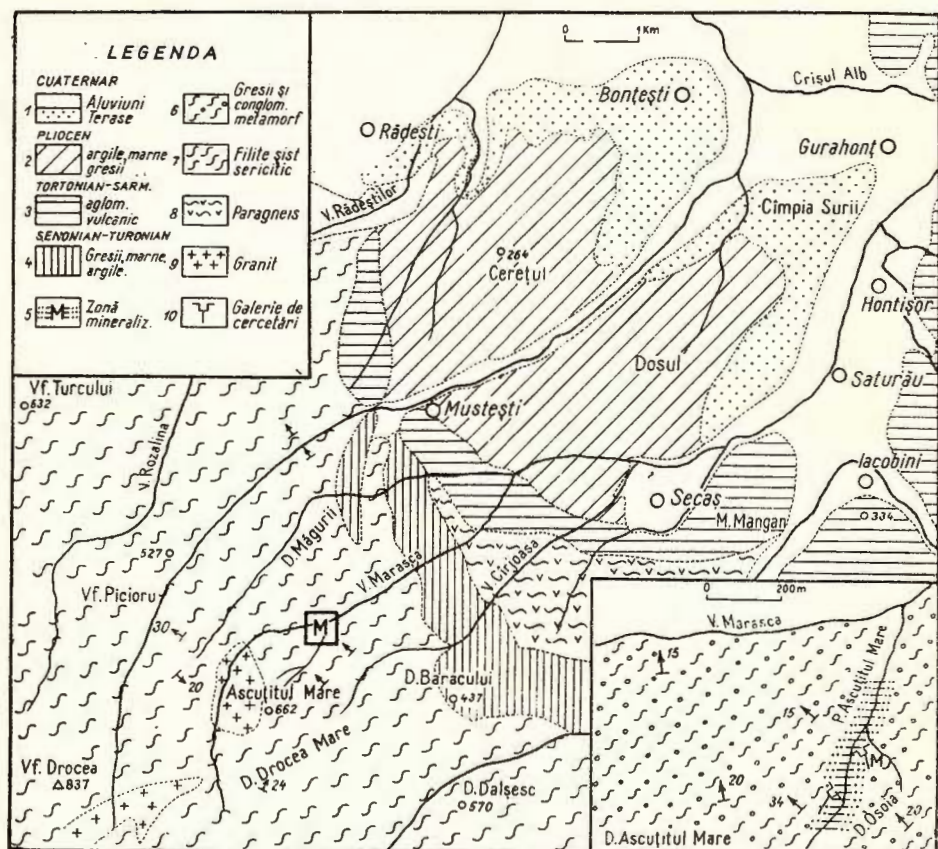 LEGENDA
CUATERNAR
1 Aluviuni
Terase
PLIOCEN
2 argile, marne
gresii
TORTONIAN-SARM.
3 aglom.
vulcanic
SENONIAN-TURONIAN
4 Gresii, marne,
argile.
5 M Zonă
mineraliz.
6 Gresii și
conglom.
metamorf
7 Filite șist
sericitic
8 Paragneis
9 Granit
10 Galerie de
cercetări
0 1Km
Crișul Alb
Bontești
Rădești
Gurahonț
V. Rădeștilor
Cîmpia Surii
264
Cerețul
Hontișor
Dosul
Saturău
Vf. Turcului
632
Mustești
V. Rozalina
Iacobini
Secaș
334
M. Mangan
D. Măgurii
527
V. Marasca
V. Cîrjoasa
Vf. Picioru
30
M
20
Ascuțitul Mare
662
D. Baracului
437
D. Drocea Mare
24
Vf. Drocea
837
D. Dalșesc
570
0 200m
V. Marasca
15
P. Ascuțitul Mare
15
20
34
(M)
D. Osoia
20
D. Ascuțitul Mare